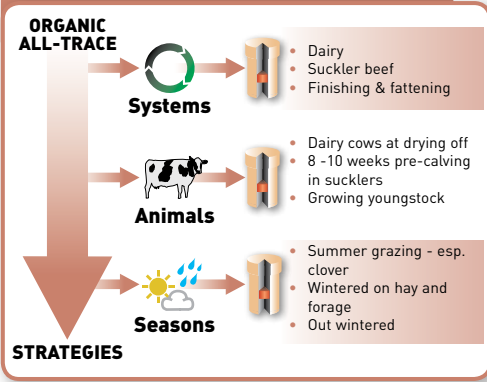 ORGANIC
ALL-TRACE
Systems
• Dairy
• Suckler beef
• Finishing & fattening
Animals
• Dairy cows at drying off
• 8 -10 weeks pre-calving
in sucklers
• Growing youngstock
Seasons
• Summer grazing - esp.
clover
• Wintered on hay and
forage
• Out wintered
STRATEGIES